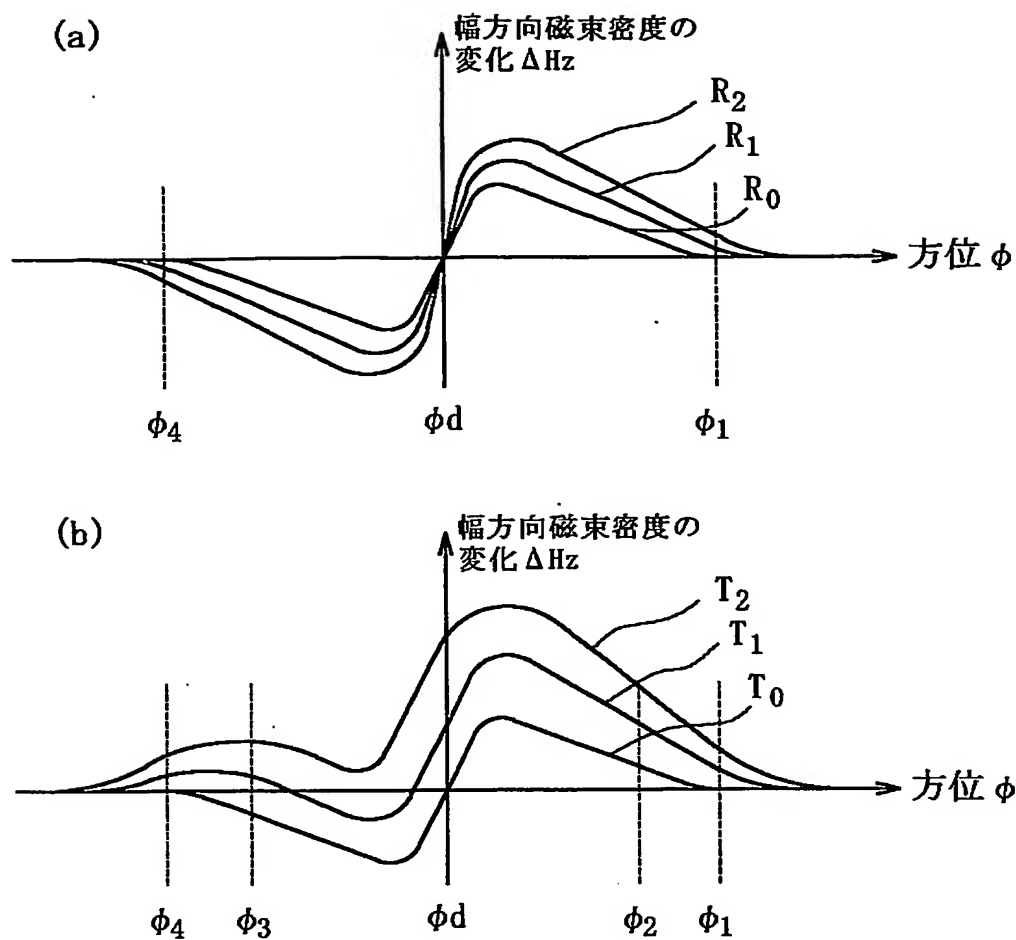 (a)
幅方向磁束密度の
変化 ΔHz
R2
R1
R0
方位 φ
φ4
φd
φ1
(b)
幅方向磁束密度の
変化 ΔHz
T2
T1
T0
方位 φ
φ4
φ3
φd
φ2
φ1